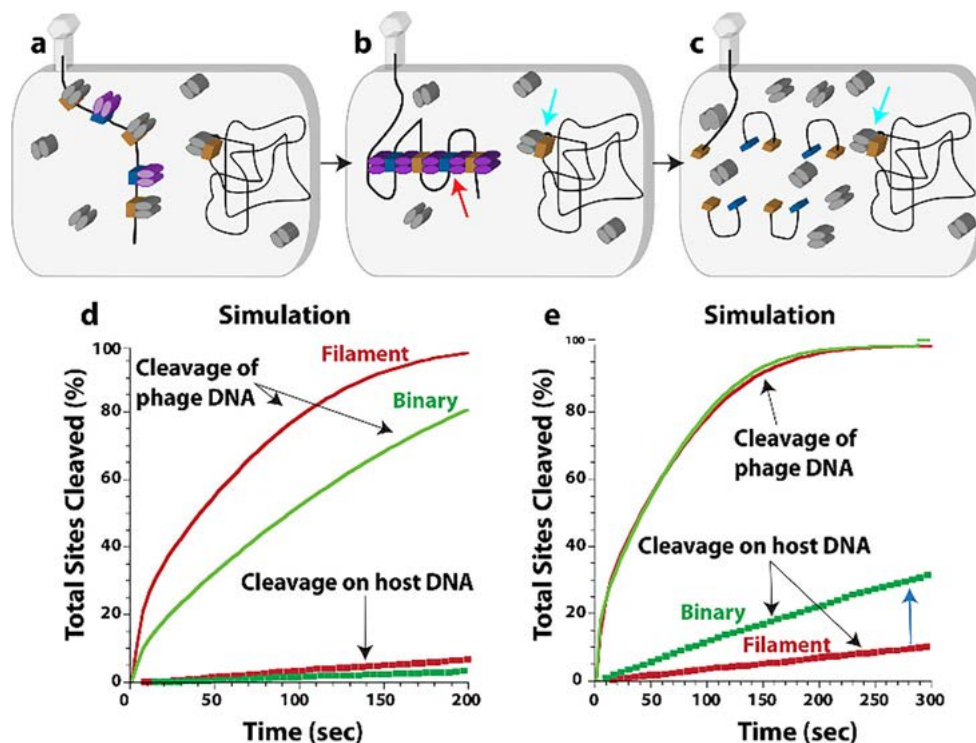 a
b
c
d
Simulation
Total Sites Cleaved (%)
100
80
60
40
20
0
Cleavage of
phage DNA
Filament
Binary
Cleavage on host DNA
0
50
100
150
200
Time (sec)
e
Simulation
Total Sites Cleaved (%)
100
80
60
40
20
0
Cleavage of
phage DNA
Cleavage on host DNA
Binary
Filament
0
50
100
150
200
250
300
Time (sec)